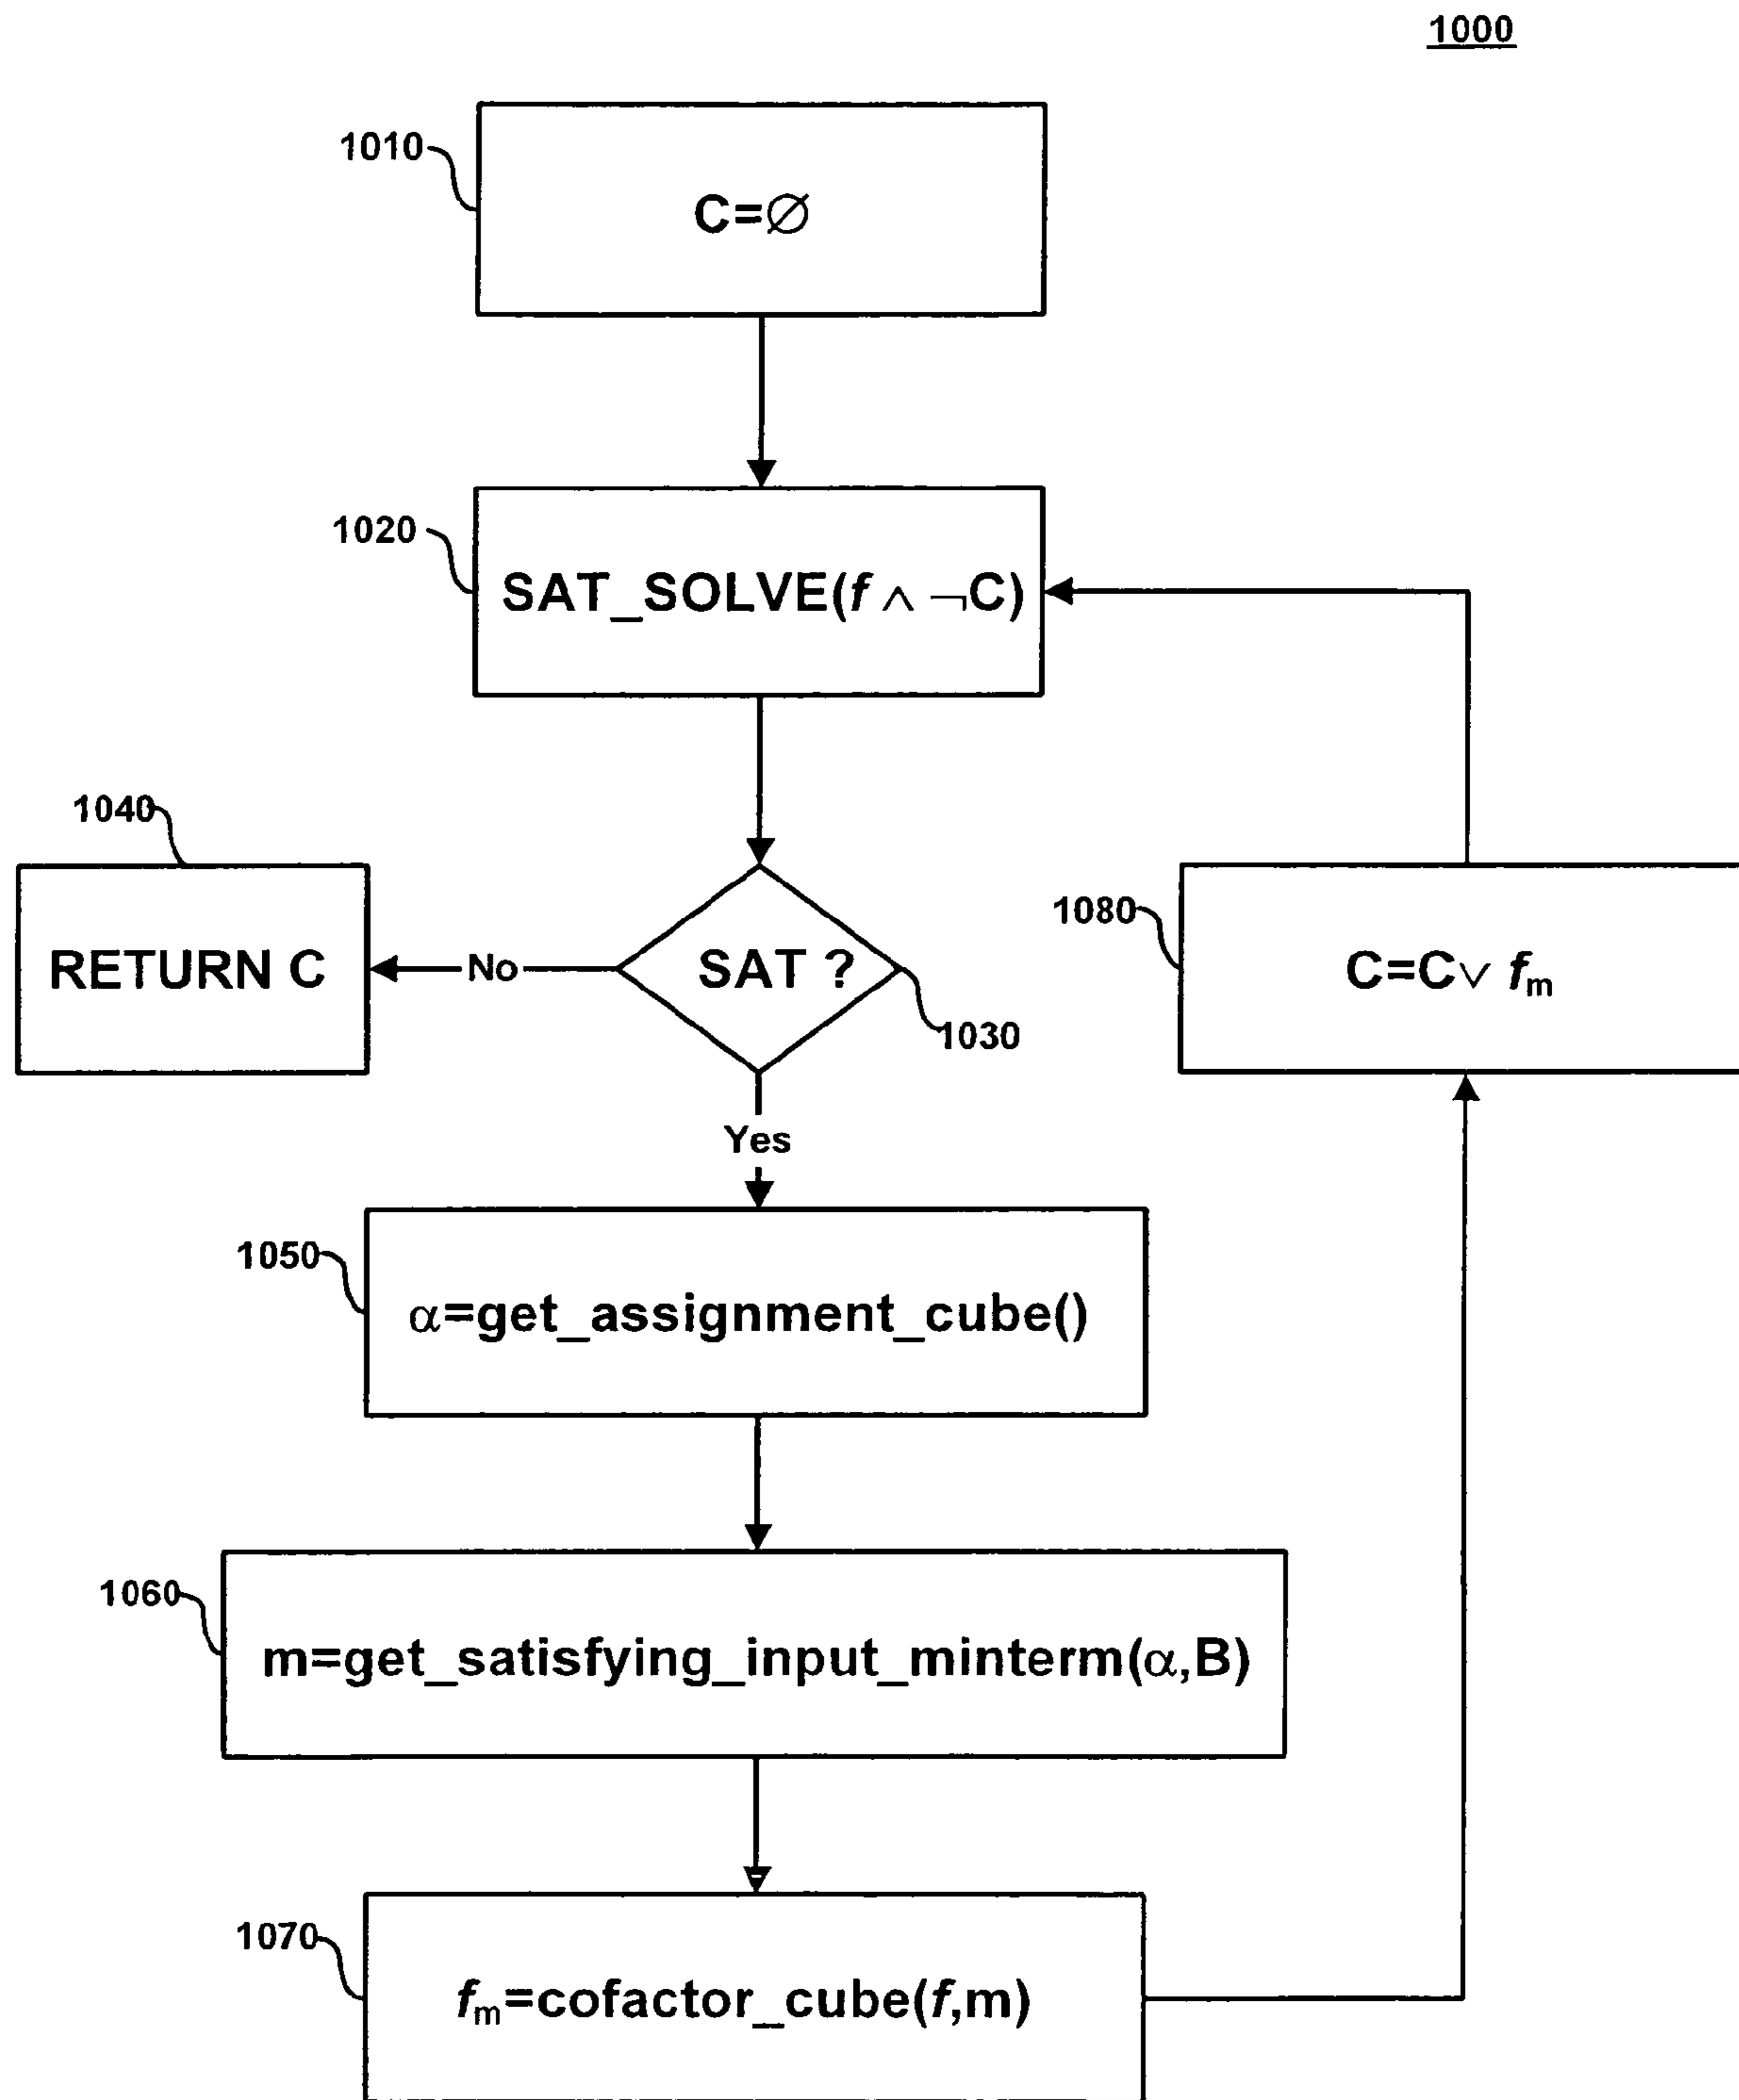 1000
1010
C=∅
1020
SAT_SOLVE(f ∧ ¬C)
1040
RETURN C
No
SAT ?
1030
1080
C=C∨ fm
Yes
1050
α=get_assignment_cube()
1060
m=get_satisfying_input_minterm(α,B)
1070
fm=cofactor_cube(f,m)